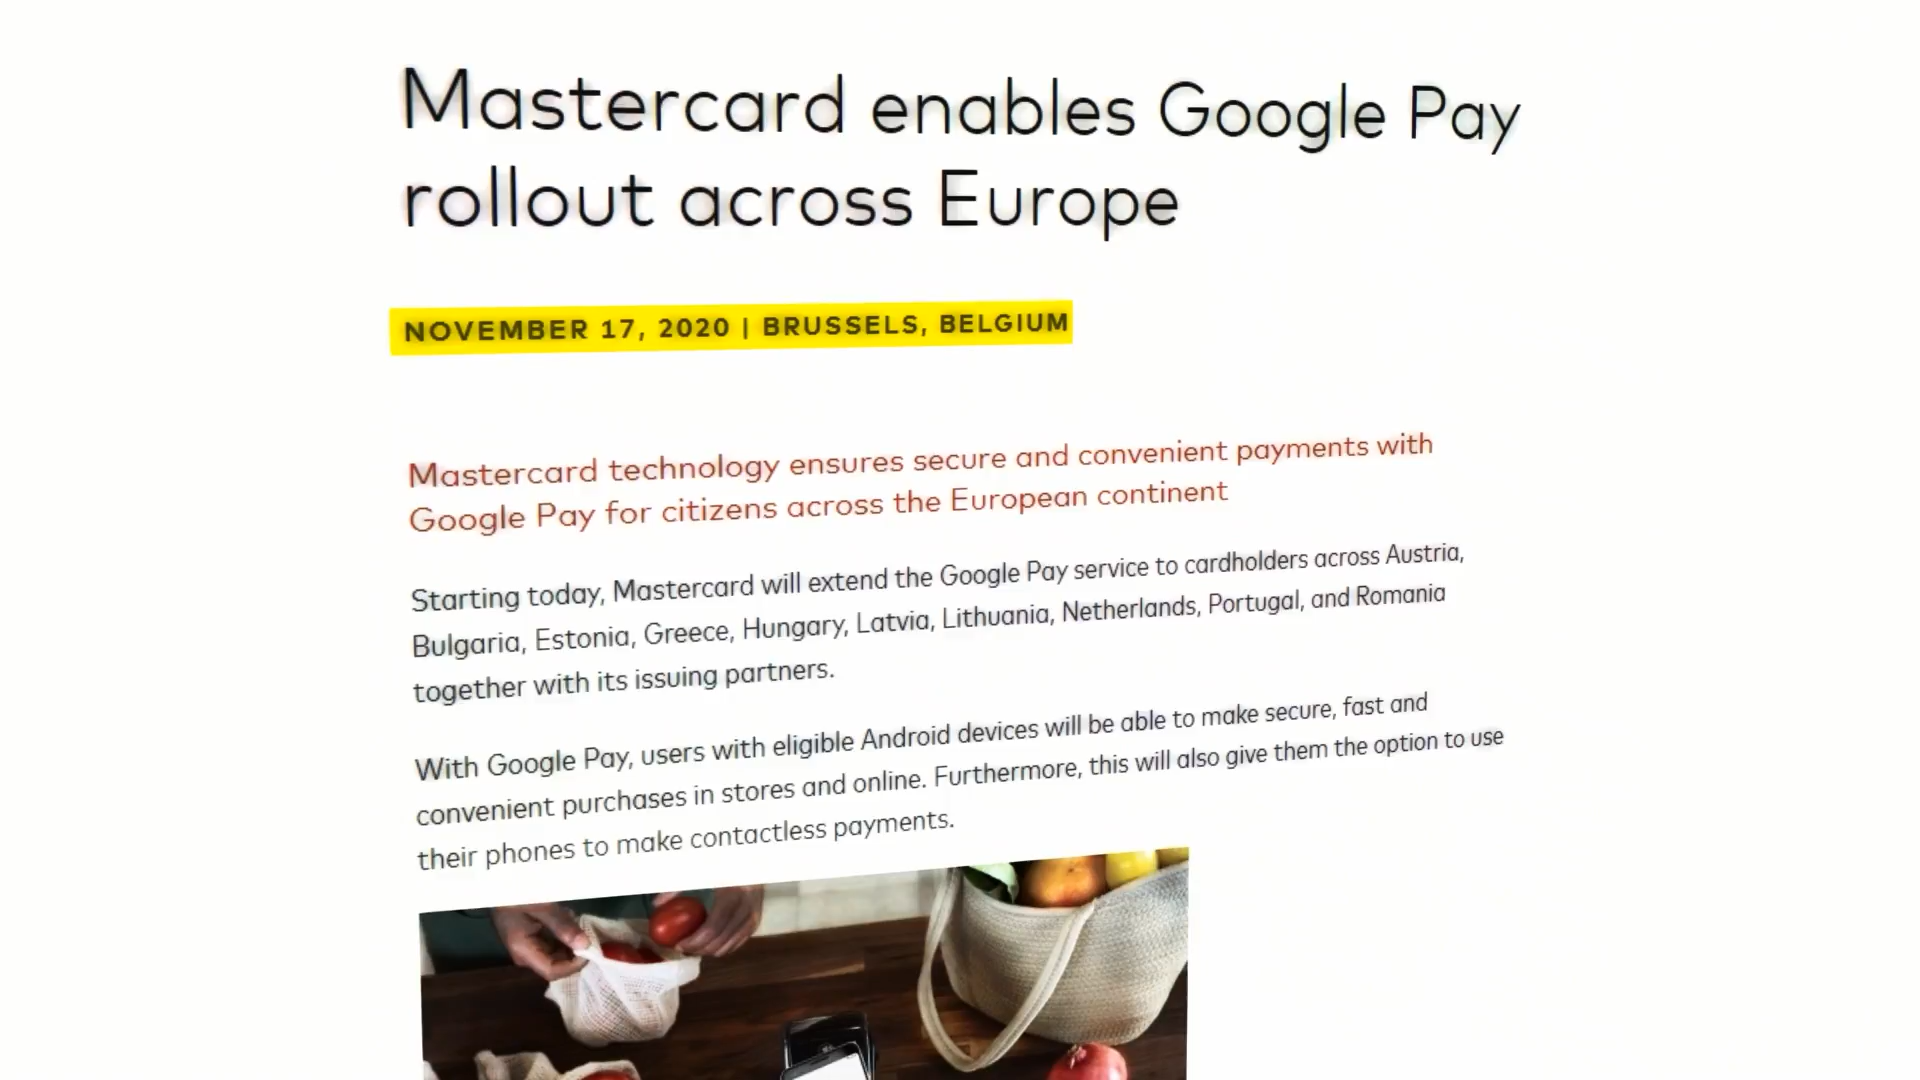 Mastercard enables Google Pay
rollout across Europe
NOVEMBER 17, 2020 | BRUSSELS, BELGIUM
Mastercard technology ensures secure and convenient payments with
Google Pay for citizens across the European continent
Starting today, Mastercard will extend the Google Pay service to cardholders across Austria,
Bulgaria, Estonia, Greece, Hungary, Latvia, Lithuania, Netherlands, Portugal, and Romania
together with its issuing partners.
With Google Pay, users with eligible Android devices will be able to make secure, fast and
convenient purchases in stores and online. Furthermore, this will also give them the option to use
their phones to make contactless payments.